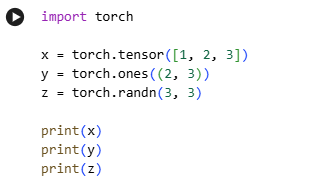 import torch
x = torch.tensor([1, 2, 3])
y = torch.ones((2, 3))
z = torch.randn(3, 3)
print(x)
print(y)
print(z)